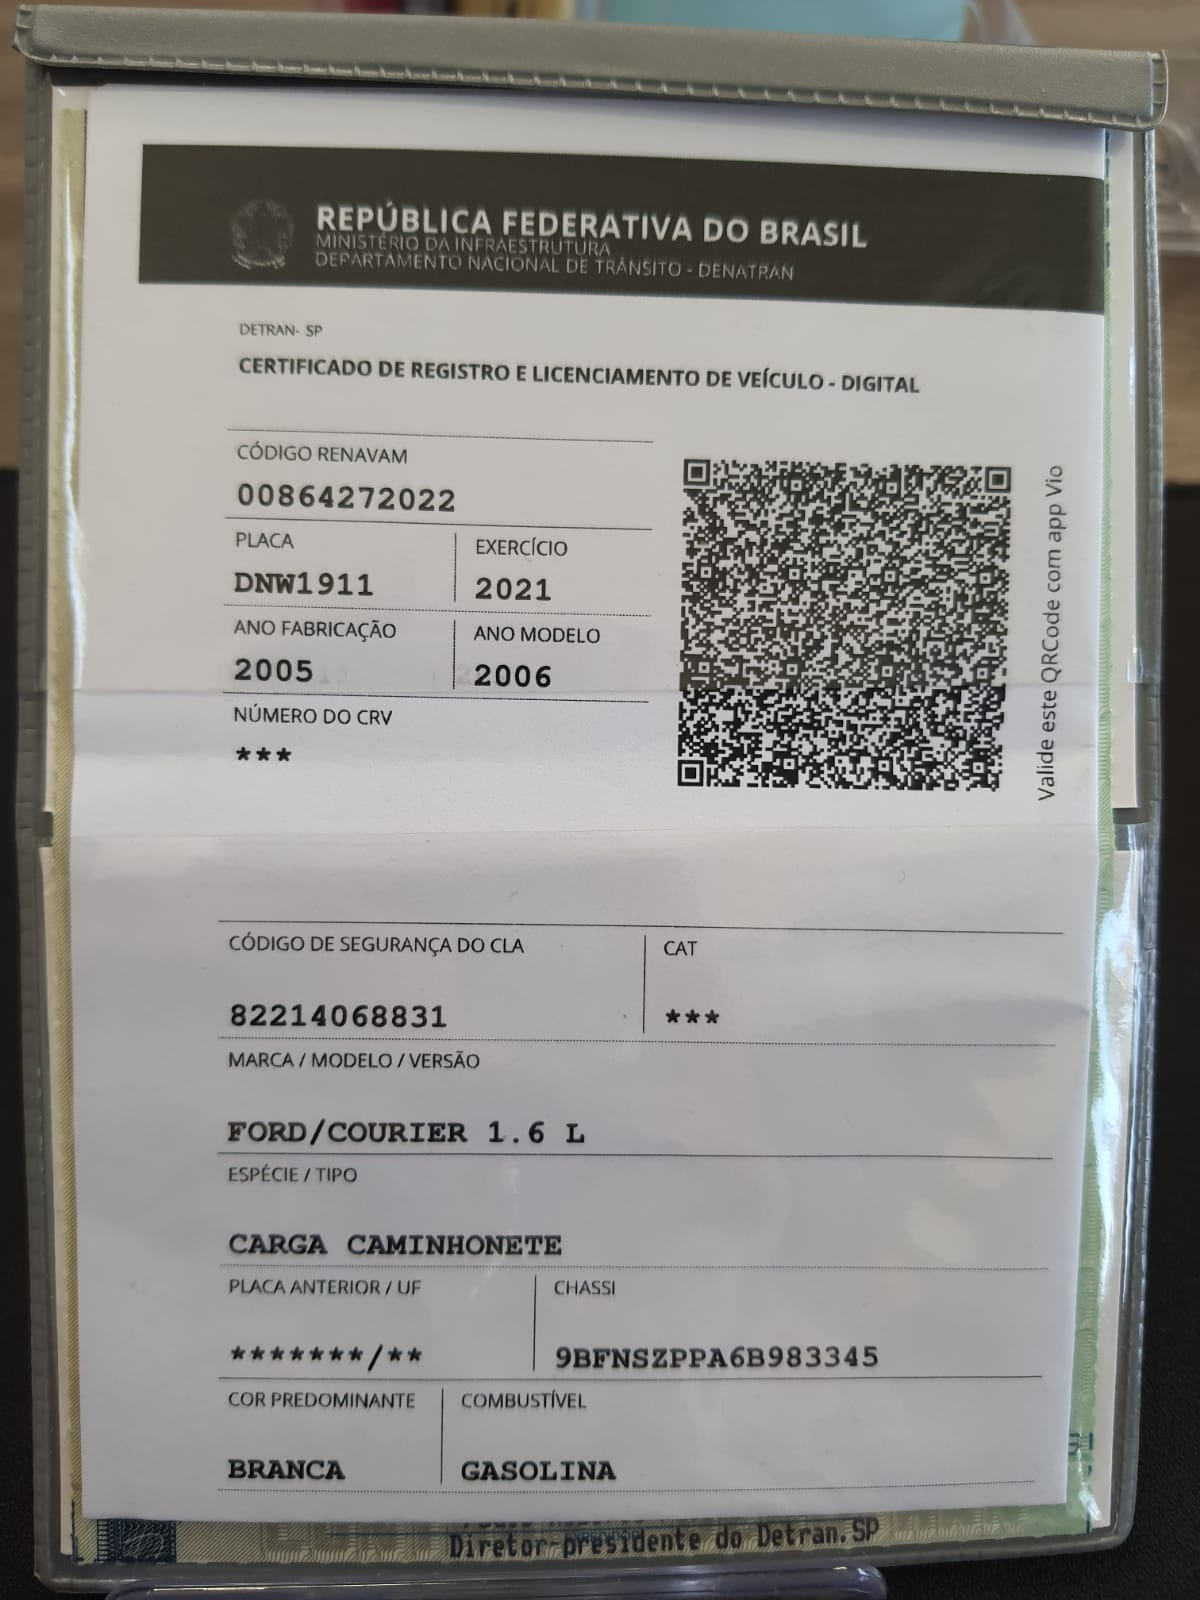 REPÚBLICA FEDERATIVA DO BRASIL
MINISTÉRIO DA INFRAESTRUTURA
DEPARTAMENTO NACIONAL DE TRÂNSITO - DENATRAN
DETRAN- SP
CERTIFICADO DE REGISTRO E LICENCIAMENTO DE VEÍCULO - DIGITAL
CÓDIGO RENAVAM
00864272022
PLACA EXERCÍCIO
DNW1911 2021
ANO FABRICAÇÃO ANO MODELO
2005 2006
NÚMERO DO CRV
***
Valide este QRCode com app Vio
CÓDIGO DE SEGURANÇA DO CLA CAT
82214068831 ***
MARCA / MODELO / VERSÃO
FORD/COURIER 1.6 L
ESPÉCIE / TIPO
CARGA CAMINHONETE
PLACA ANTERIOR / UF CHASSI
*******/** 9BFNSZPPA6B983345
COR PREDOMINANTE COMBUSTÍVEL
BRANCA GASOLINA
Diretor-presidente do Detran.SP